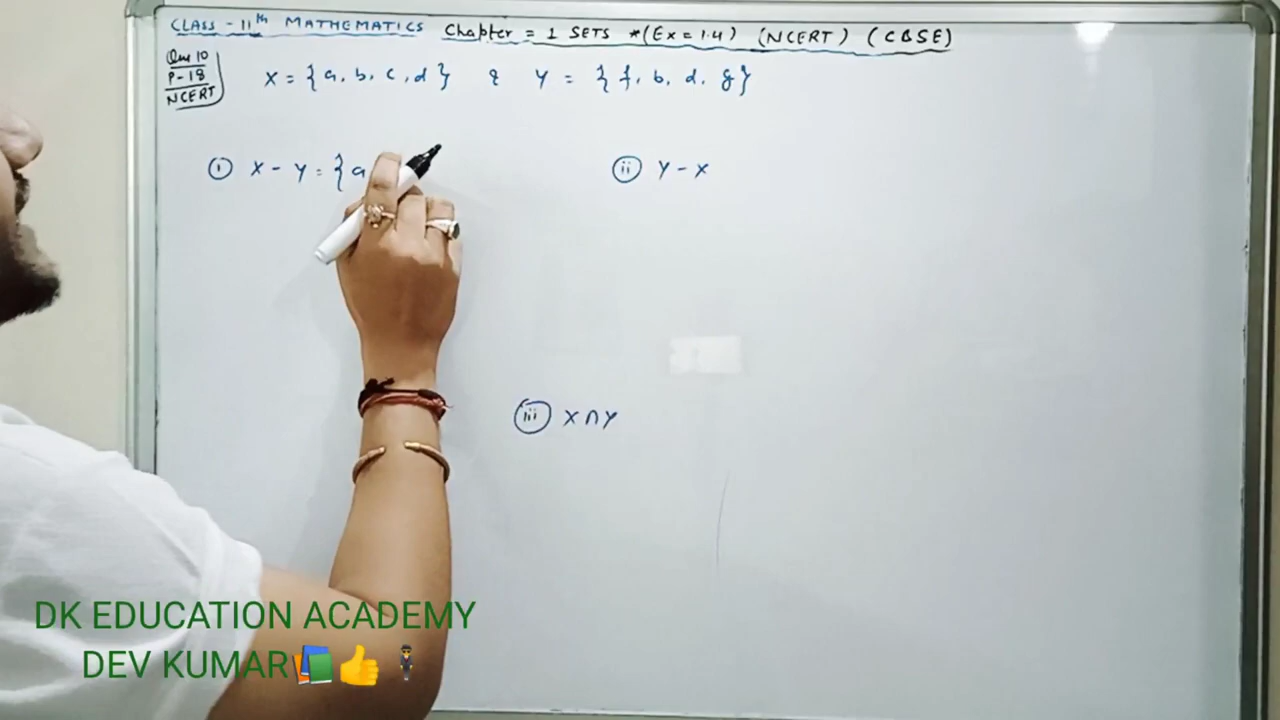 CLASS - 11th MATHEMATICS Chapter = 1 SETS *(Ex = 1.4) (NCERT) (CBSE)
Que 10
P-18
NCERT
X = {a, b, c, d} & Y = {f, b, d, g}
(i) X - Y = {a
(ii) Y - X
(iii) X ∩ Y
DK EDUCATION ACADEMY
DEV KUMAR📚👍🕴